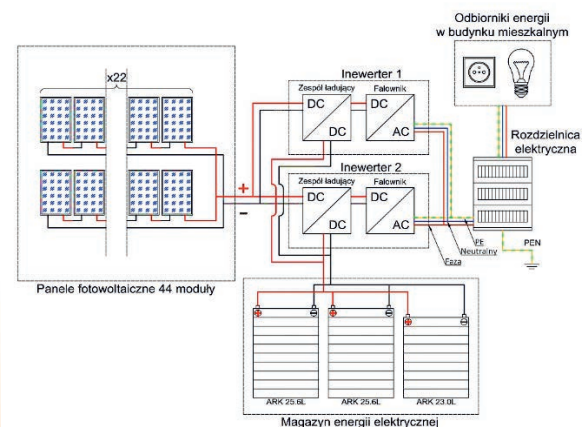 x22
+
−
Panele fotowoltaiczne 44 moduły
Inewerter 1
Zespół ładujący
Falcwnik
DC
DC
DC
AC
Inewerter 2
Zespół ładujący
Falownik
DC
DC
DC
AC
Odbiorniki energii
w budynku mieszkalnym
Rozdzielnica
elektryczna
PE
Neutralny
Faza
PEN
ARK 25.6L
ARK 25.6L
ARK 23.0L
Magazyn energii elektrycznej